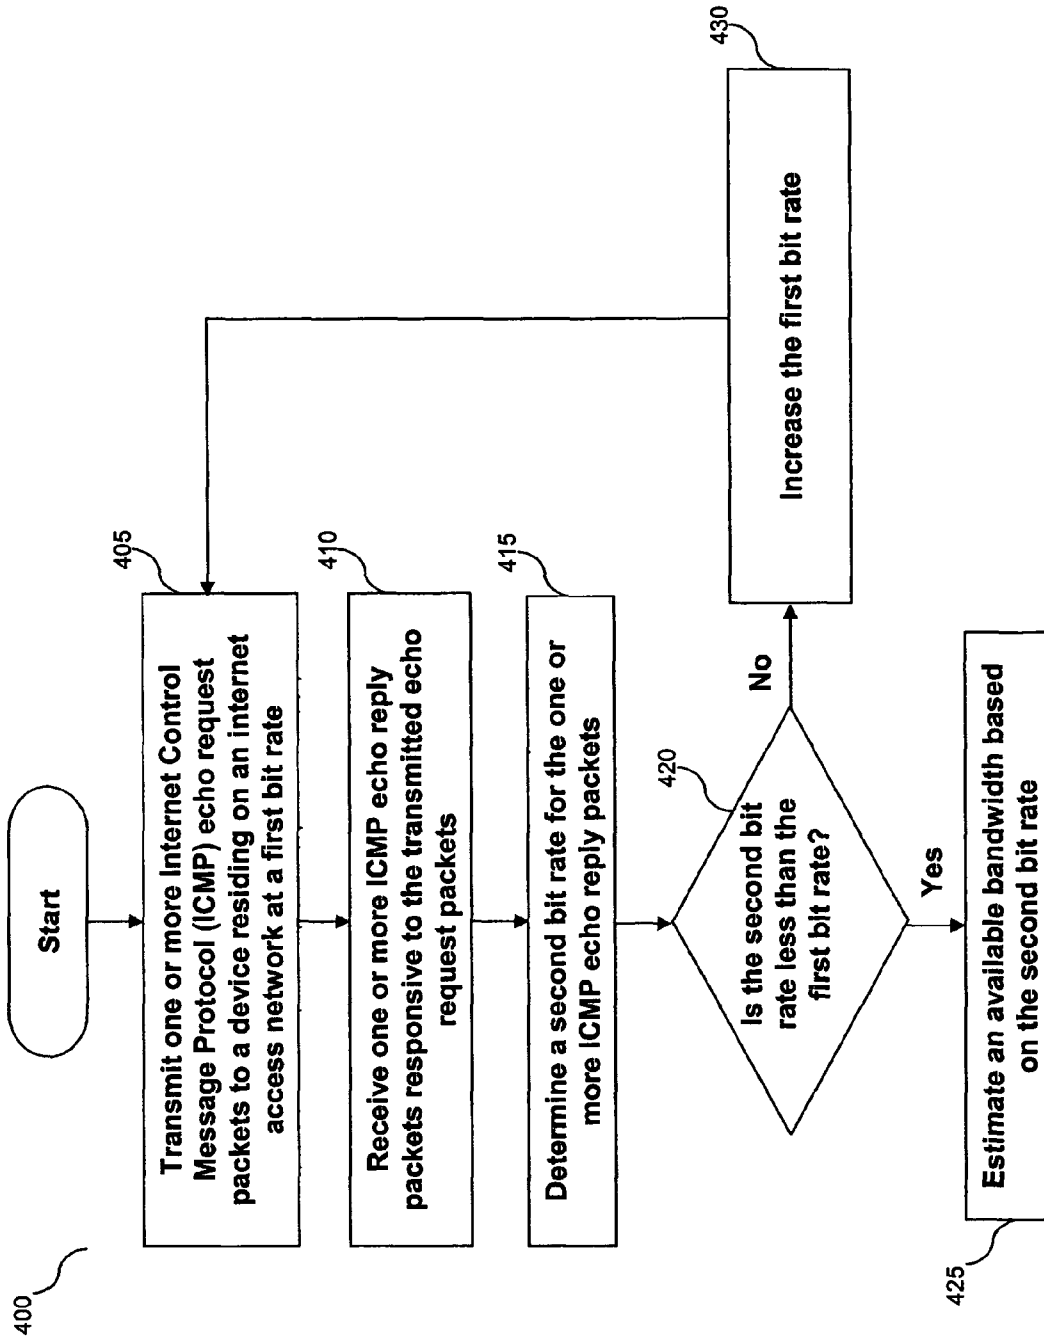 400
Start
405
Transmit one or more Internet Control
Message Protocol (ICMP) echo request
packets to a device residing on an internet
access network at a first bit rate
410
Receive one or more ICMP echo reply
packets responsive to the transmitted echo
request packets
415
Determine a second bit rate for the one or
more ICMP echo reply packets
420
Is the second bit
rate less than the
first bit rate?
No
430
Increase the first bit rate
Yes
425
Estimate an available bandwidth based
on the second bit rate